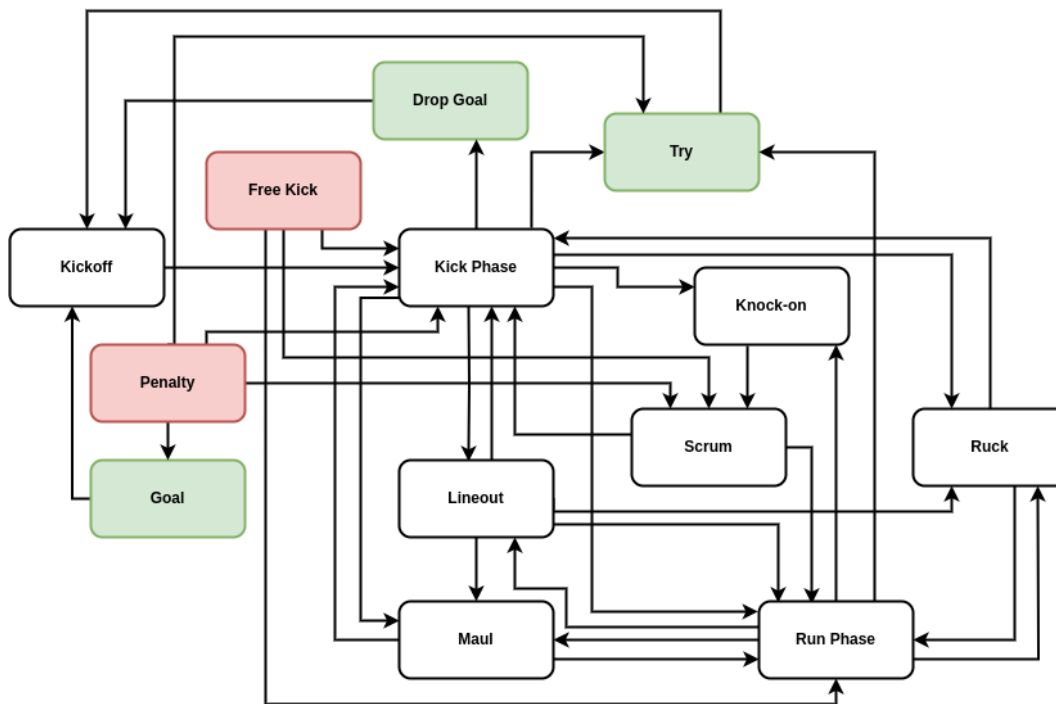 Drop Goal
Try
Free Kick
Kickoff
Kick Phase
Knock-on
Penalty
Scrum
Ruck
Goal
Lineout
Maul
Run Phase